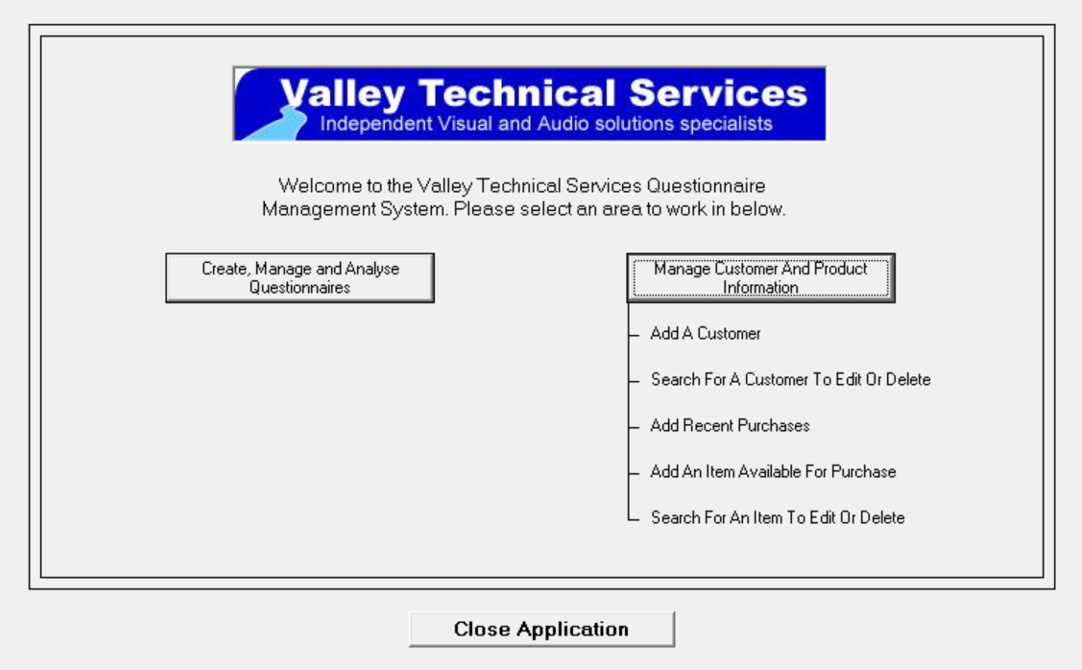 Valley Technical Services
Independent Visual and Audio solutions specialists
Welcome to the Valley Technical Services Questionnaire
Management System. Please select an area to work in below.
Create, Manage and Analyse
Questionnaires
Manage Customer And Product
Information
Add A Customer
Search For A Customer To Edit Or Delete
Add Recent Purchases
Add An Item Available For Purchase
Search For An Item To Edit Or Delete
Close Application